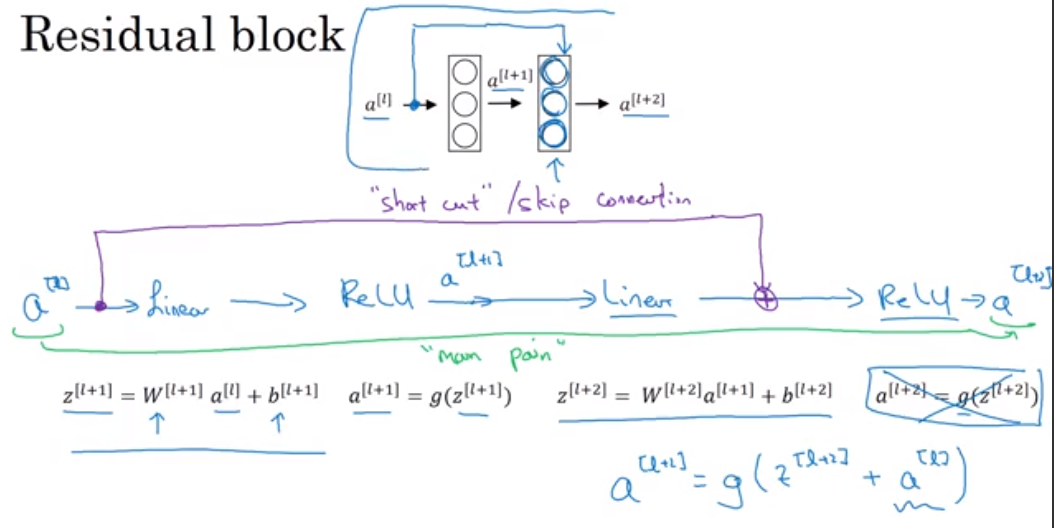 Residual block
a^[l] a^[l+1] a^[l+2]
"short cut" / skip connection
a^[l] → Linear → ReLU a^[l+1] → Linear → ⊕ → ReLU → a^[l+2]
"main path"
z^[l+1] = W^[l+1] a^[l] + b^[l+1] a^[l+1] = g(z^[l+1]) z^[l+2] = W^[l+2]a^[l+1] + b^[l+2] a^[l+2] = g(z^[l+2])
a^[l+2] = g(z^[l+2] + a^[l])